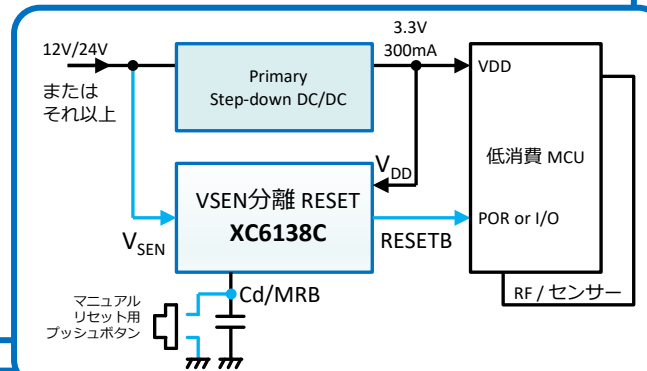 12V/24V
または
それ以上
Primary
Step-down DC/DC
3.3V
300mA
VDD
低消費 MCU
POR or I/O
RF / センサー
VDD
VSEN分離 RESET
XC6138C
VSEN
RESETB
Cd/MRB
マニュアル
リセット用
プッシュボタン